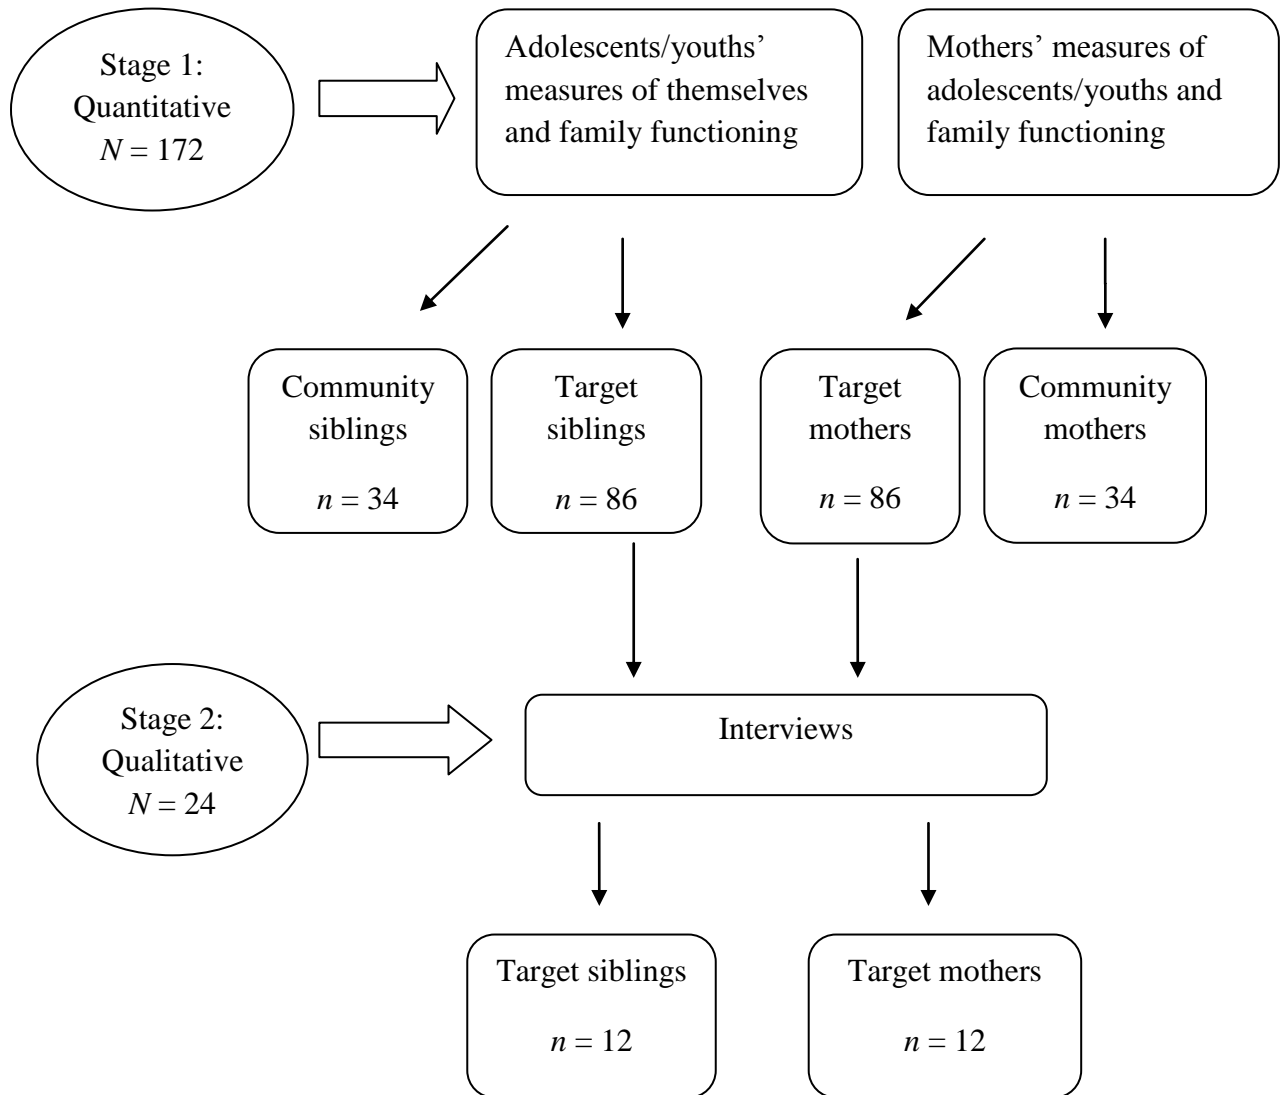 Stage 1:
Quantitative
N = 172
Adolescents/youths’
measures of themselves
and family functioning
Mothers’ measures of
adolescents/youths and
family functioning
Community
siblings
n = 34
Target
siblings
n = 86
Target
mothers
n = 86
Community
mothers
n = 34
Stage 2:
Qualitative
N = 24
Interviews
Target siblings
n = 12
Target mothers
n = 12